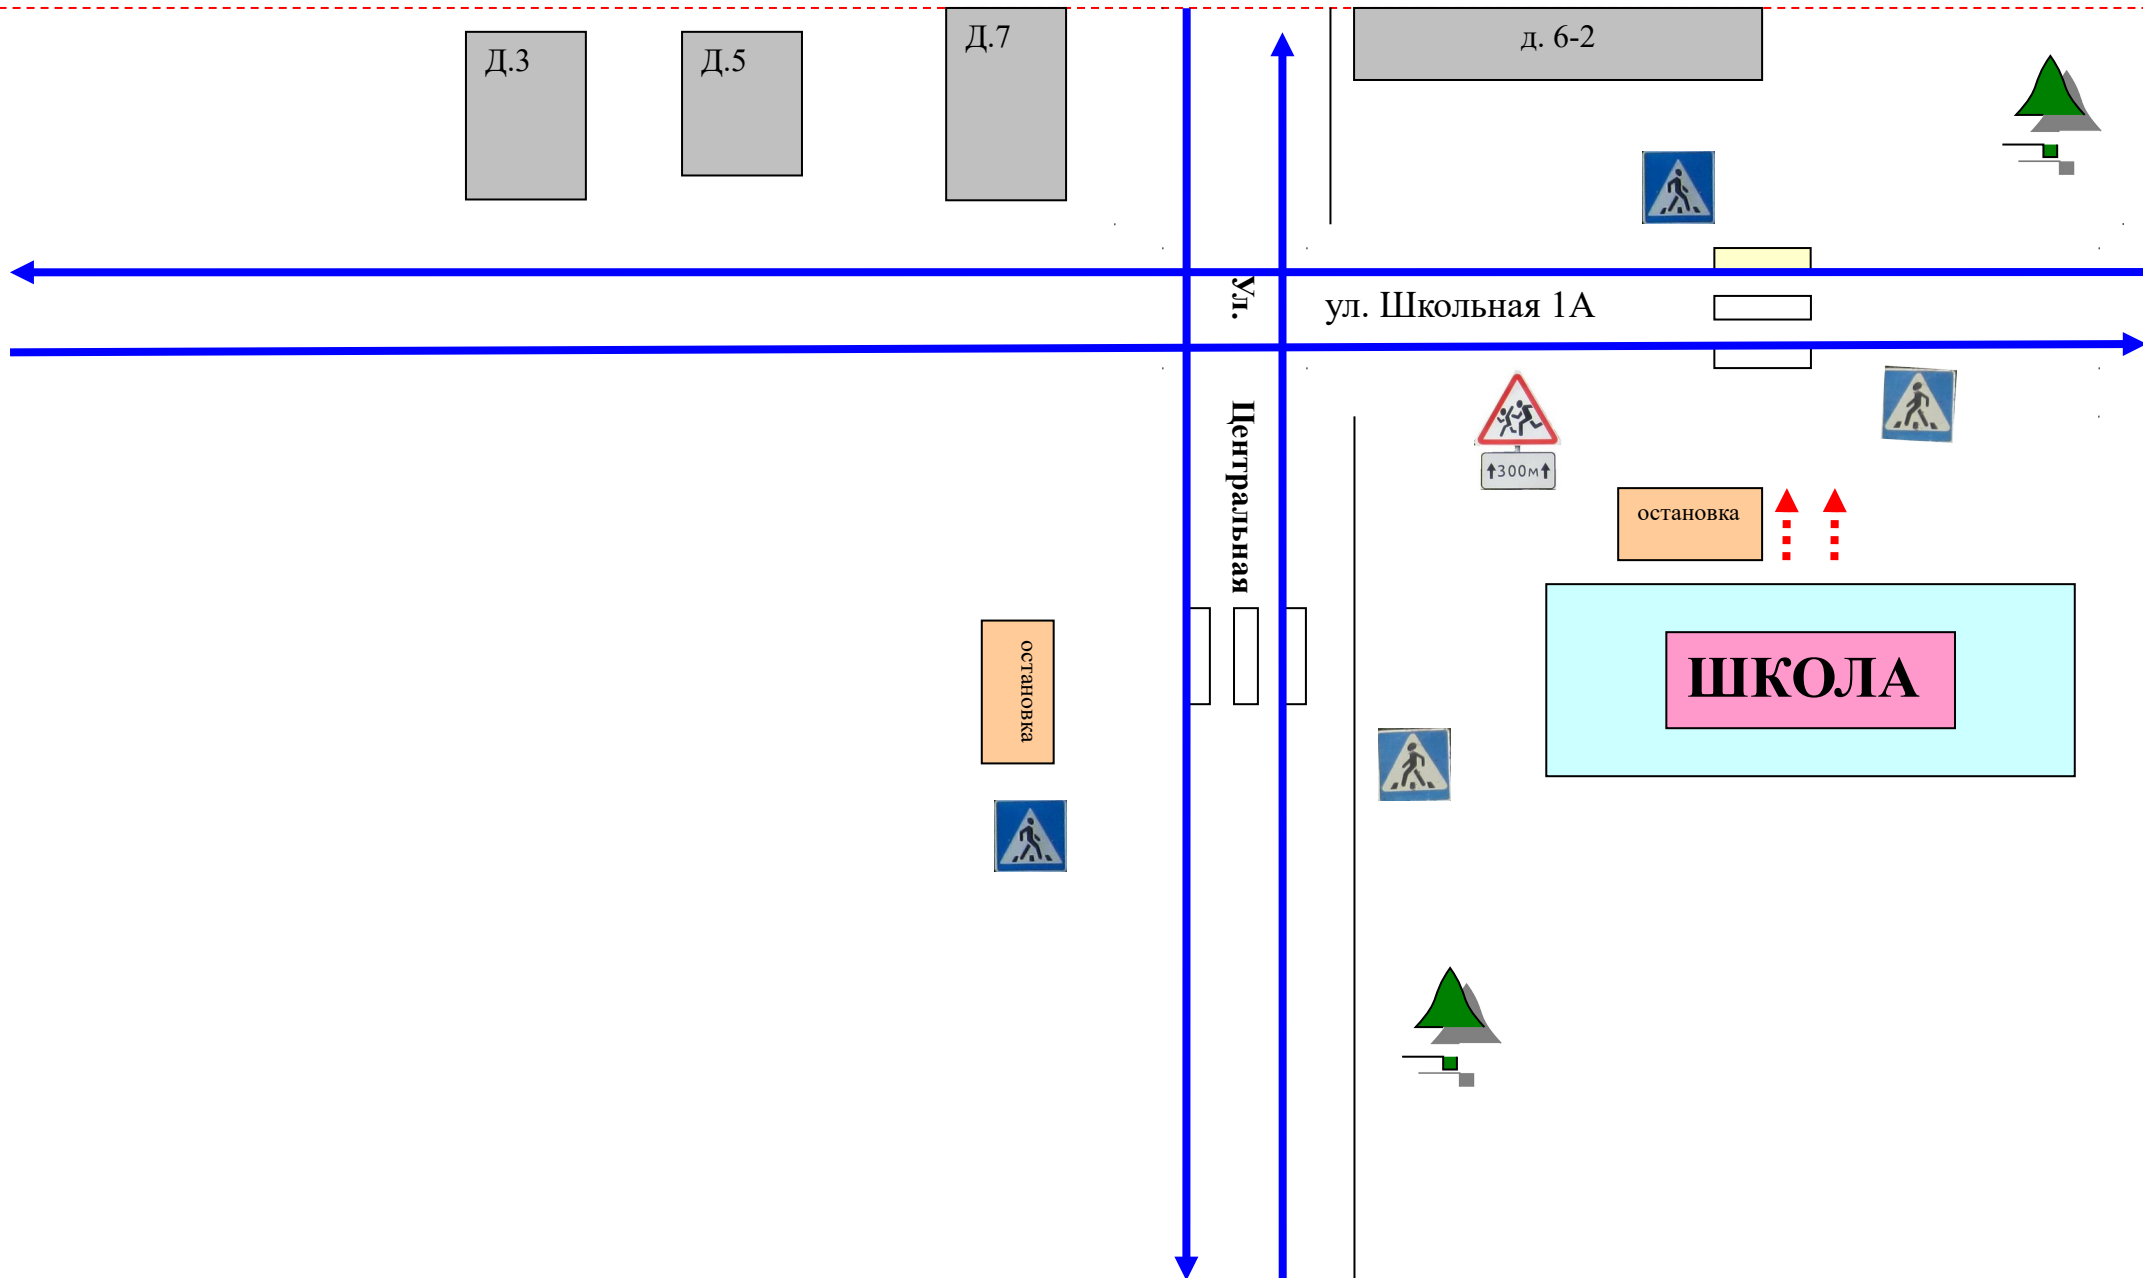 Д.3
Д.5
Д.7
д. 6-2
Ул.
Центральная
ул. Школьная 1А
↑300м↑
остановка
остановка
ШКОЛА